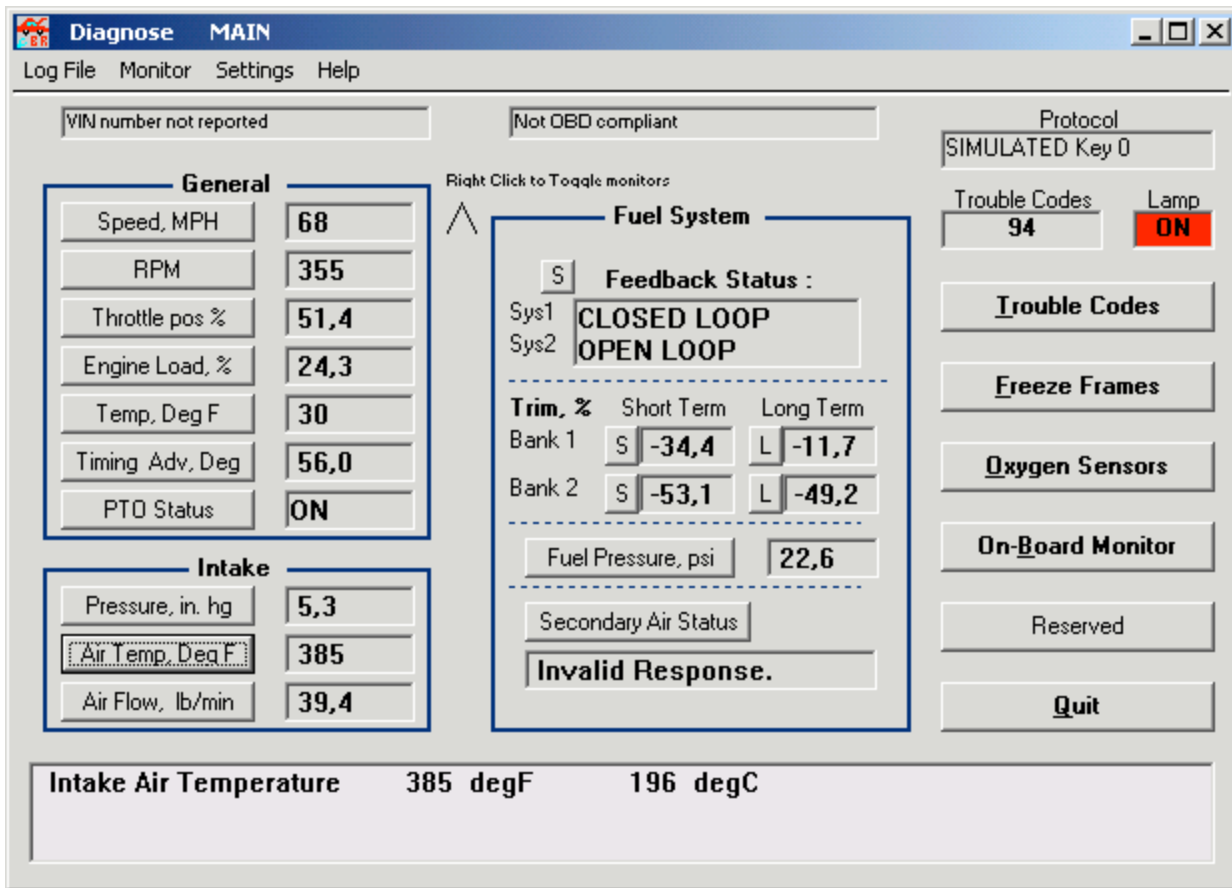 Diagnose MAIN
Log File Monitor Settings Help
VIN number not reported
Not OBD compliant
Protocol
SIMULATED Key 0
Trouble Codes Lamp
94 ON
General
Speed, MPH 68
RPM 355
Throttle pos % 51,4
Engine Load, % 24,3
Temp, Deg F 30
Timing Adv, Deg 56,0
PTO Status ON
Intake
Pressure, in. hg 5,3
Air Temp, Deg F 385
Air Flow, lb/min 39,4
Right Click to Toggle monitors
Fuel System
S Feedback Status :
Sys1 CLOSED LOOP
Sys2 OPEN LOOP
Trim, % Short Term Long Term
Bank 1 S -34,4 L -11,7
Bank 2 S -53,1 L -49,2
Fuel Pressure, psi 22,6
Secondary Air Status
Invalid Response.
Trouble Codes
Freeze Frames
Oxygen Sensors
On-Board Monitor
Reserved
Quit
Intake Air Temperature 385 degF 196 degC